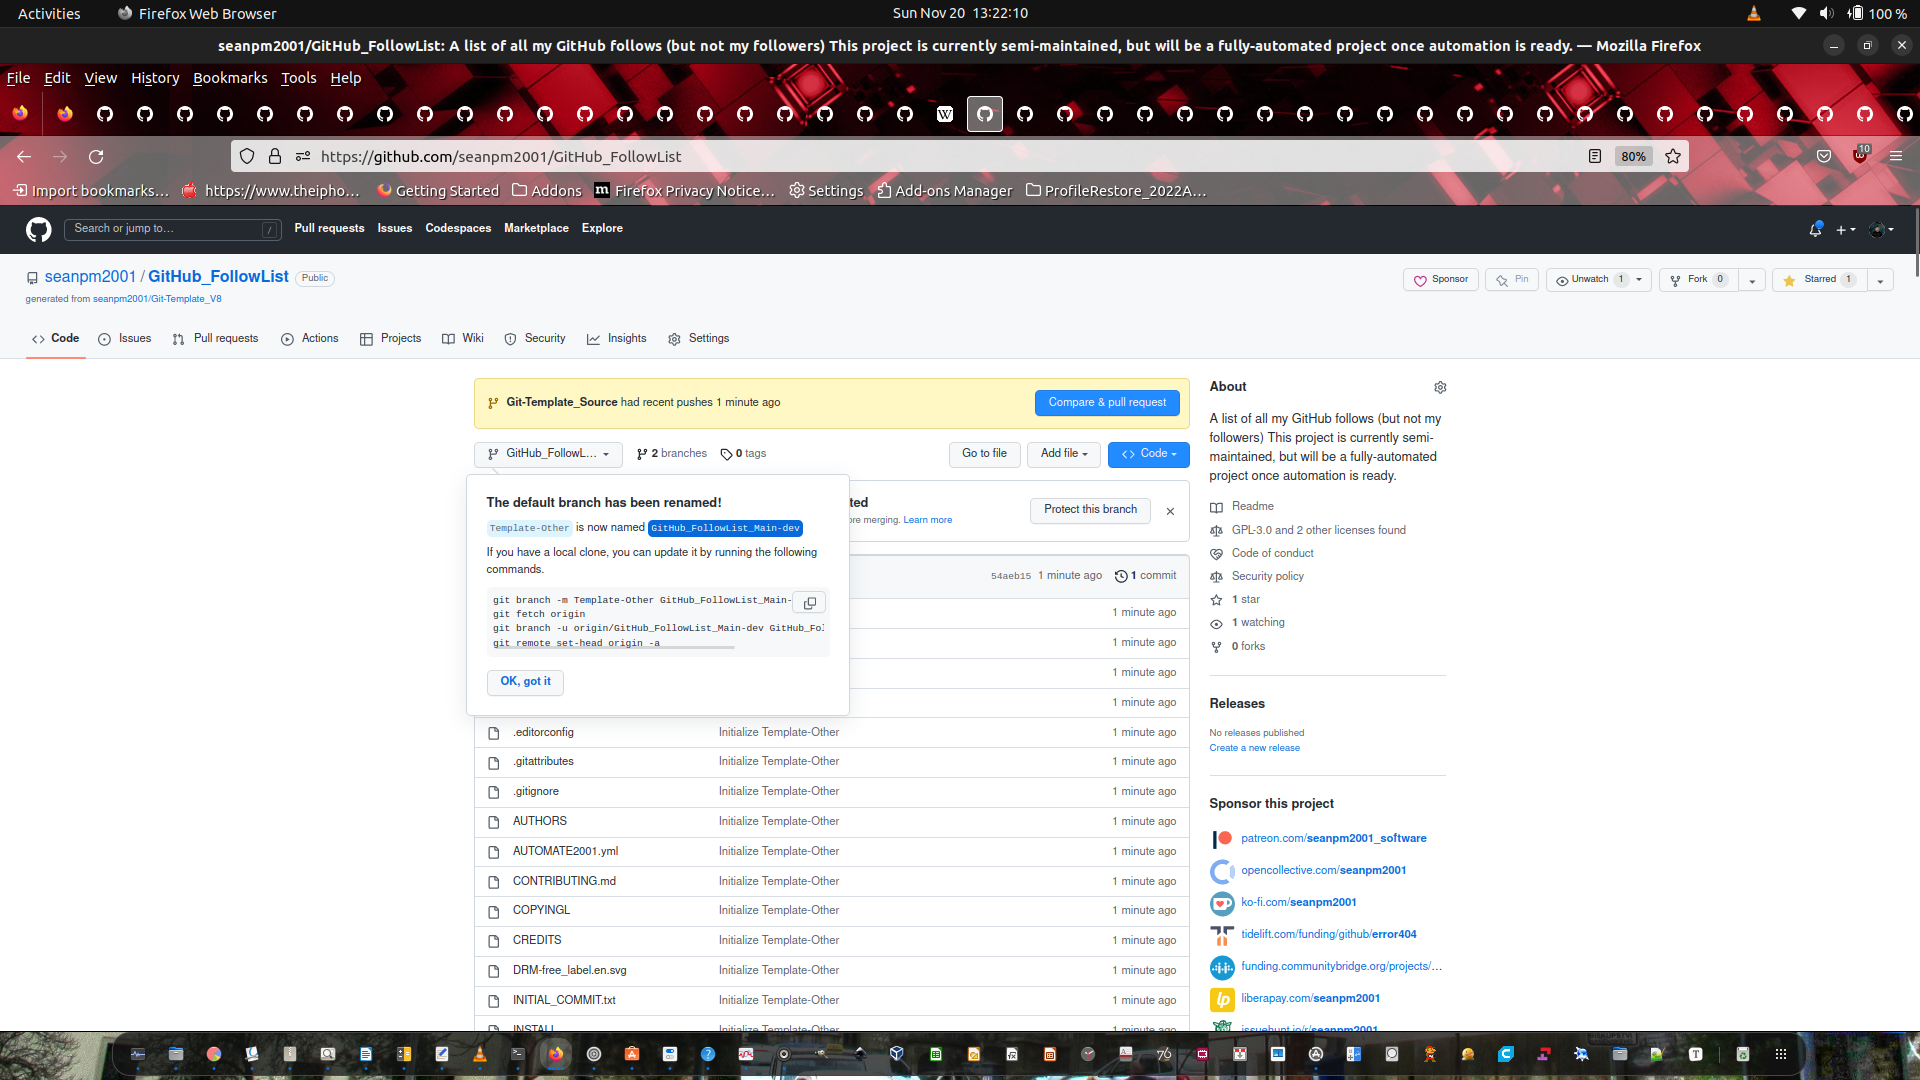 Activities
Firefox Web Browser
Sun Nov 20 13:22:10
100 %
seanpm2001/GitHub_FollowList: A list of all my GitHub follows (but not my followers) This project is currently semi-maintained, but will be a fully-automated project once automation is ready. — Mozilla Firefox
File Edit View History Bookmarks Tools Help
https://github.com/seanpm2001/GitHub_FollowList
80%
10
Import bookmarks…
https://www.theipho…
Getting Started
Addons
Firefox Privacy Notice…
Settings
Add-ons Manager
ProfileRestore_2022A…
Search or jump to…
/
Pull requests
Issues
Codespaces
Marketplace
Explore
seanpm2001 / GitHub_FollowList
Public
Sponsor
Pin
Unwatch 1
Fork 0
Starred 1
generated from seanpm2001/Git-Template_V8
Code
Issues
Pull requests
Actions
Projects
Wiki
Security
Insights
Settings
Git-Template_Source had recent pushes 1 minute ago
Compare & pull request
GitHub_FollowL…
2 branches
0 tags
Go to file
Add file
Code
The default branch has been renamed!
Template-Other is now named GitHub_FollowList_Main-dev
If you have a local clone, you can update it by running the following
commands.
git branch -m Template-Other GitHub_FollowList_Main-
git fetch origin
git branch -u origin/GitHub_FollowList_Main-dev GitHub_Fol
git remote set-head origin -a
OK, got it
ted
ore merging. Learn more
Protect this branch
54aeb15 1 minute ago
1 commit
1 minute ago
1 minute ago
1 minute ago
1 minute ago
.editorconfig Initialize Template-Other 1 minute ago
.gitattributes Initialize Template-Other 1 minute ago
.gitignore Initialize Template-Other 1 minute ago
AUTHORS Initialize Template-Other 1 minute ago
AUTOMATE2001.yml Initialize Template-Other 1 minute ago
CONTRIBUTING.md Initialize Template-Other 1 minute ago
COPYINGL Initialize Template-Other 1 minute ago
CREDITS Initialize Template-Other 1 minute ago
DRM-free_label.en.svg Initialize Template-Other 1 minute ago
INITIAL_COMMIT.txt Initialize Template-Other 1 minute ago
INSTALL Initialize Template-Other 1 minute ago
About
A list of all my GitHub follows (but not my
followers) This project is currently semi-
maintained, but will be a fully-automated
project once automation is ready.
Readme
GPL-3.0 and 2 other licenses found
Code of conduct
Security policy
1 star
1 watching
0 forks
Releases
No releases published
Create a new release
Sponsor this project
patreon.com/seanpm2001_software
opencollective.com/seanpm2001
ko-fi.com/seanpm2001
tidelift.com/funding/github/error404
funding.communitybridge.org/projects/…
liberapay.com/seanpm2001
issuehunt.io/r/seanpm2001